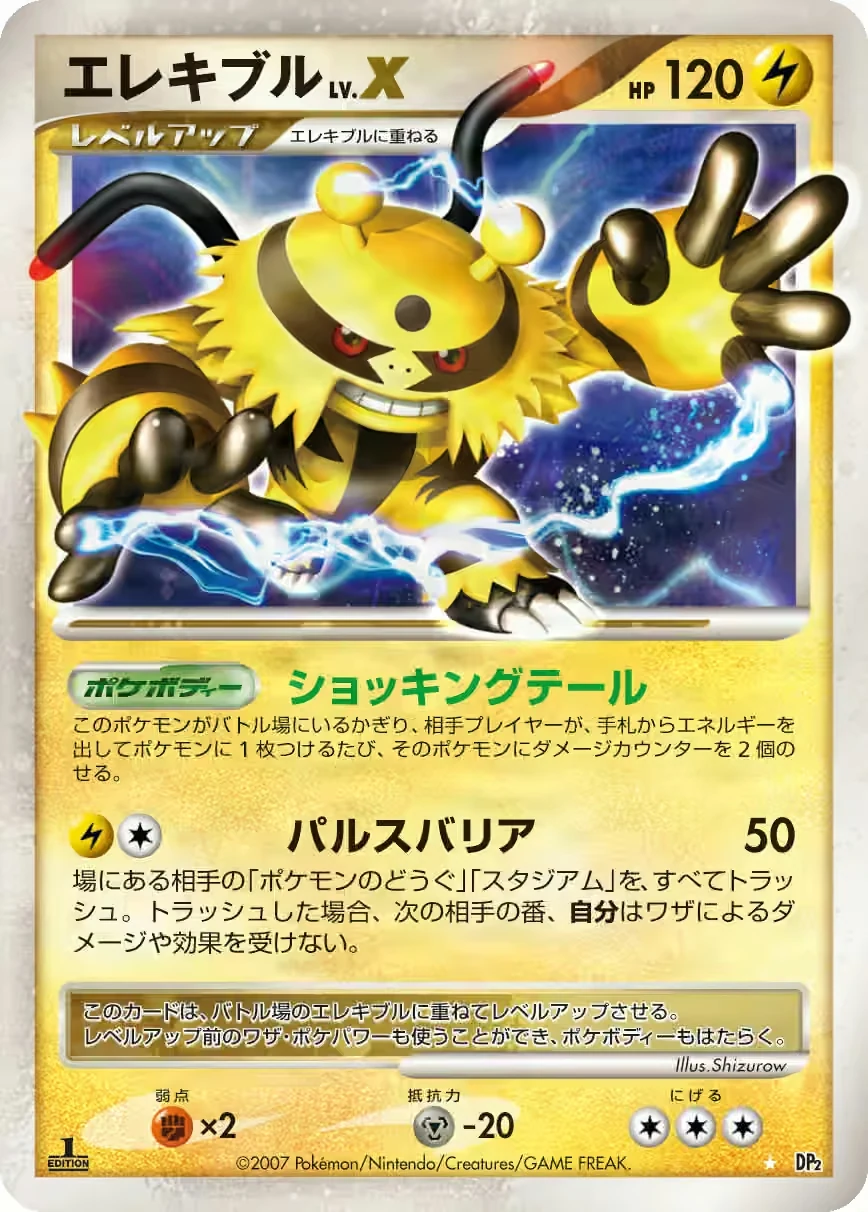 エレキブル LV.X
HP 120
レベルアップ エレキブルに重ねる
ポケボディー ショッキングテール
このポケモンがバトル場にいるかぎり、相手プレイヤーが、手札からエネルギーを
出してポケモンに1枚つけるたび、そのポケモンにダメージカウンターを2個の
せる。
パルスバリア 50
場にある相手の「ポケモンのどうぐ」「スタジアム」を、すべてトラッ
シュ。トラッシュした場合、次の相手の番、自分はワザによるダ
メージや効果を受けない。
このカードは、バトル場のエレキブルに重ねてレベルアップさせる。
レベルアップ前のワザ・ポケパワーも使うことができ、ポケボディーもはたらく。
Illus.Shizurow
弱点 抵抗力 にげる
×2 -20
1 EDITION
©2007 Pokémon/Nintendo/Creatures/GAME FREAK.
DP2